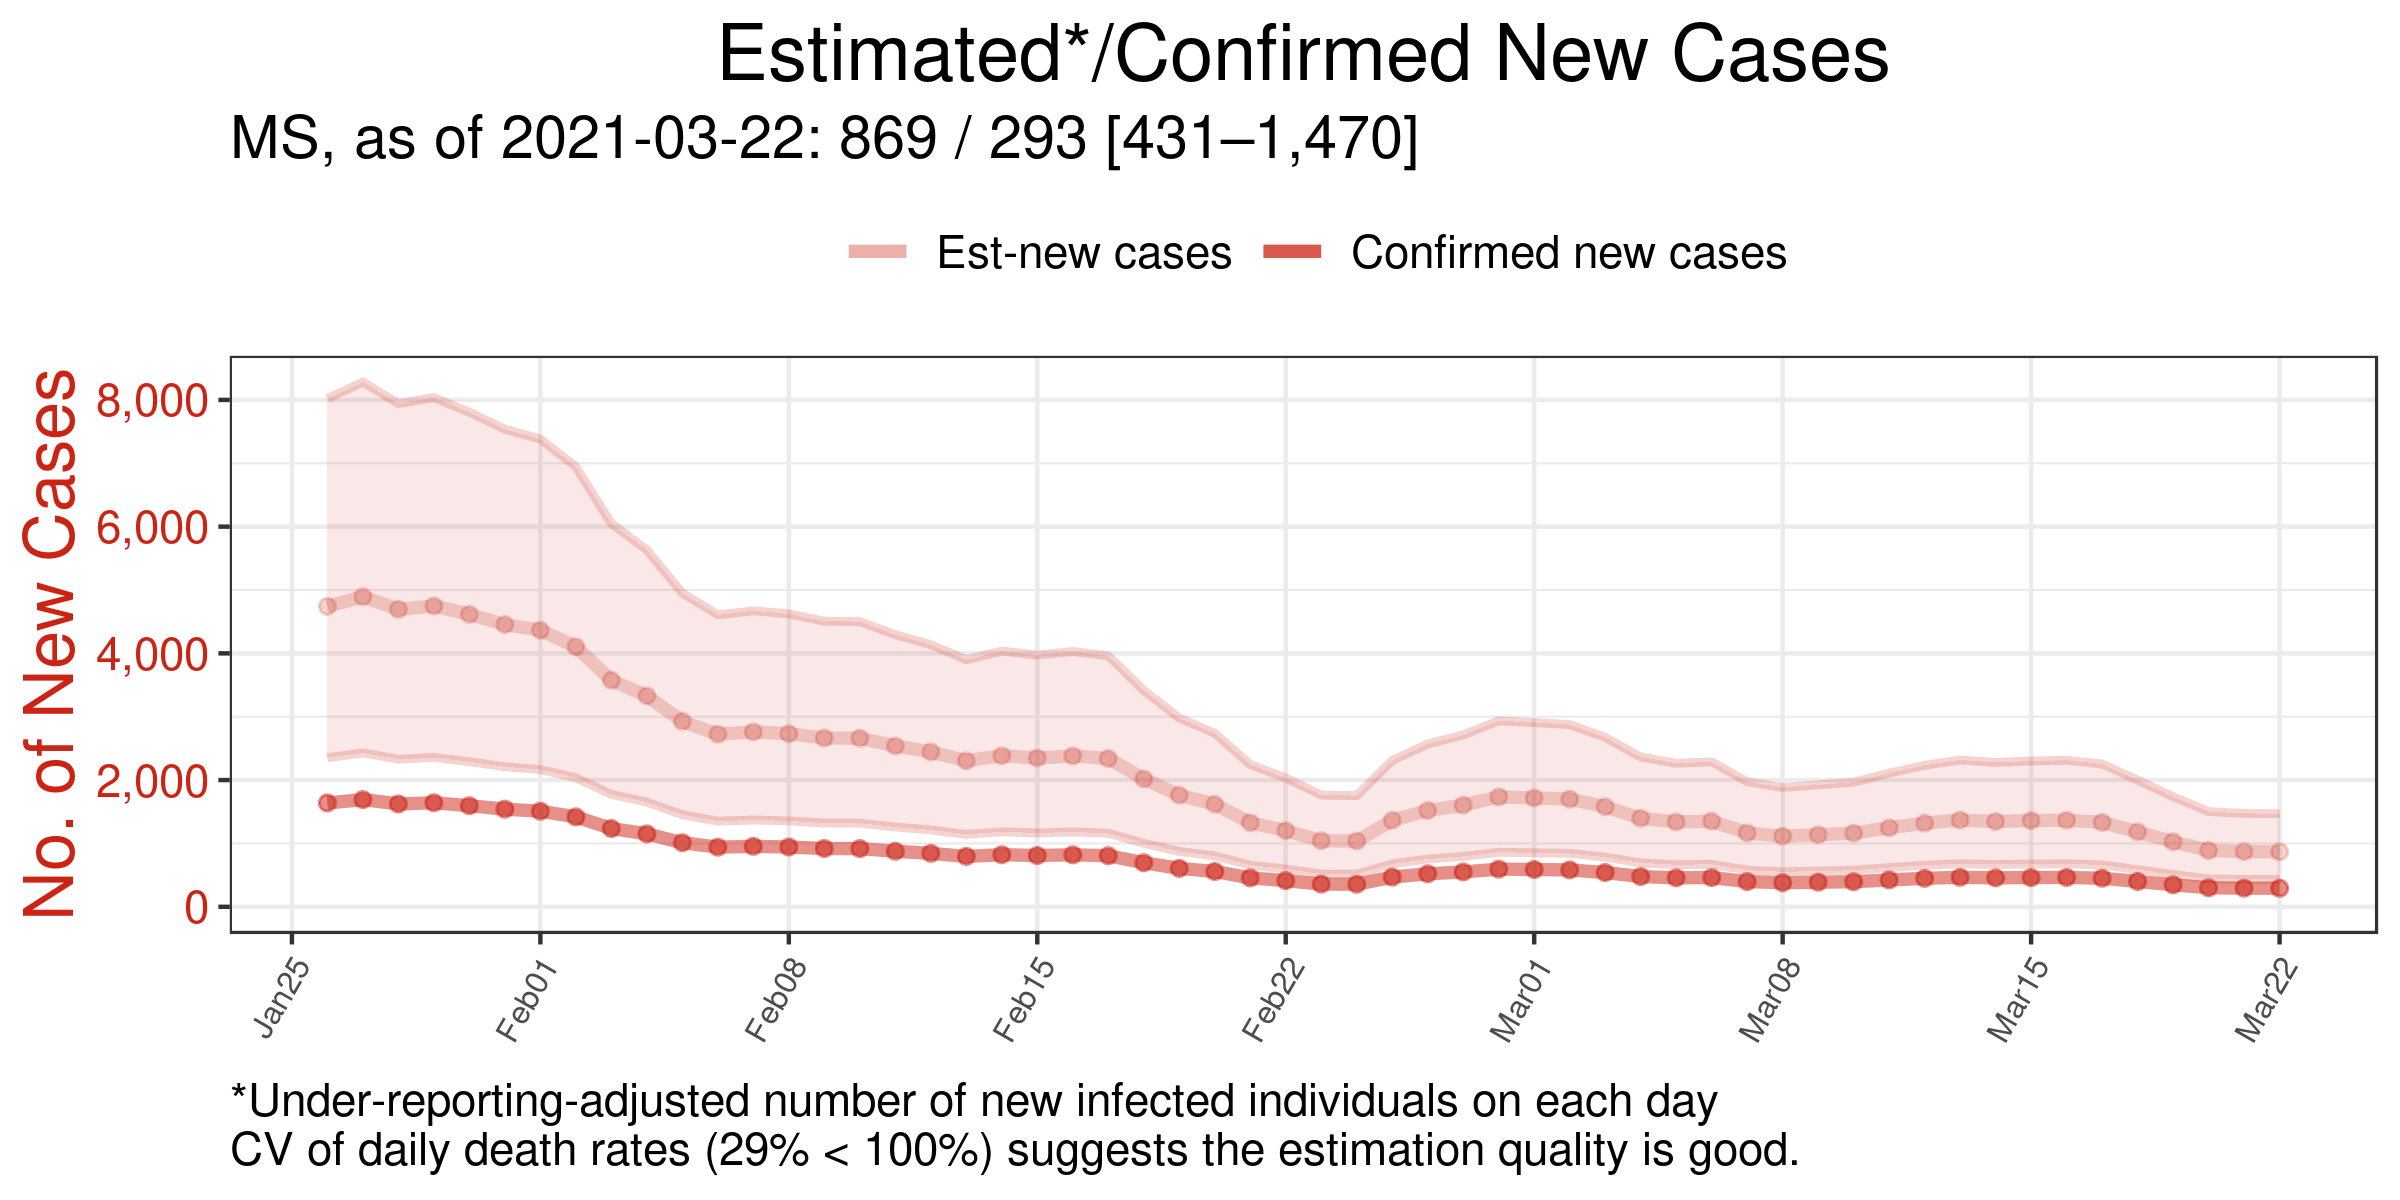 Estimated*/Confirmed New Cases
MS, as of 2021-03-22: 869 / 293 [431–1,470]
Est-new cases
Confirmed new cases
No. of New Cases
8,000
6,000
4,000
2,000
0
Jan25
Feb01
Feb08
Feb15
Feb22
Mar01
Mar08
Mar15
Mar22
*Under-reporting-adjusted number of new infected individuals on each day
CV of daily death rates (29% < 100%) suggests the estimation quality is good.